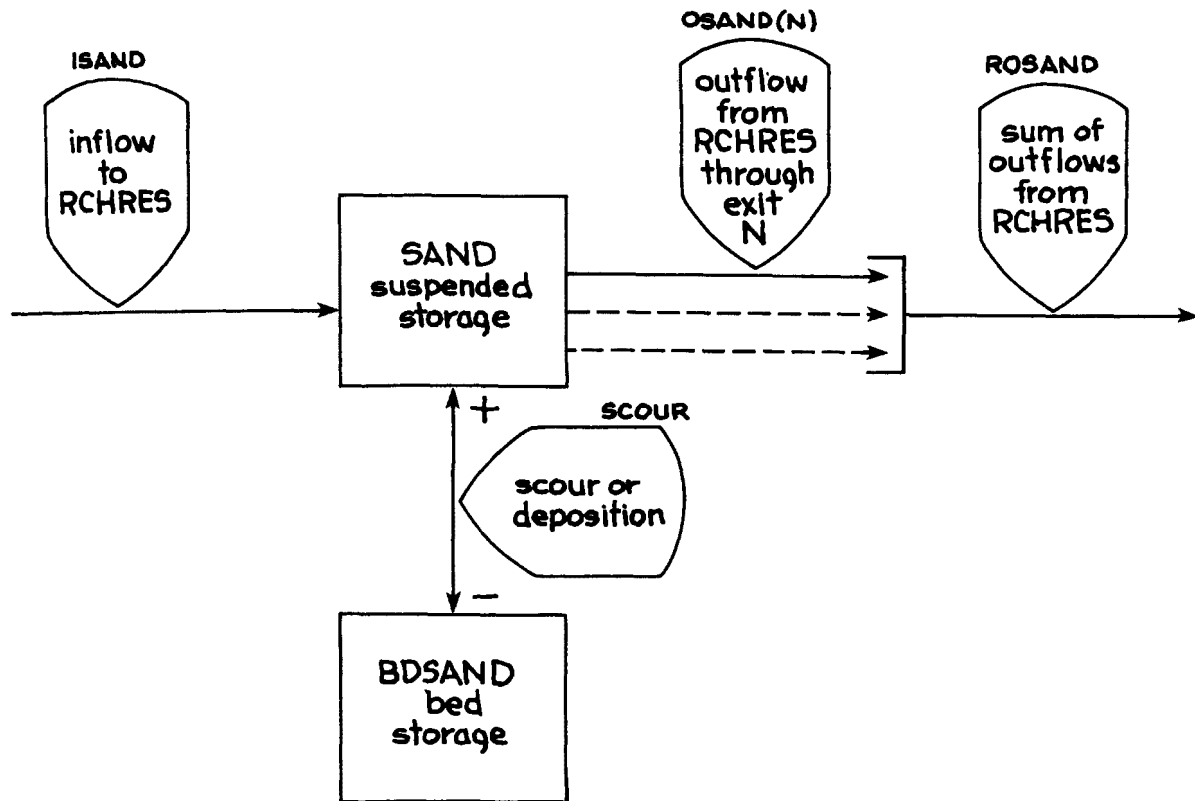 ISAND
inflow
to
RCHRES
OSAND(N)
outflow
from
RCHRES
through
exit
N
ROSAND
sum of
outflows
from
RCHRES
SAND
suspended
storage
+
SCOUR
scour or
deposition
-
BDSAND
bed
storage